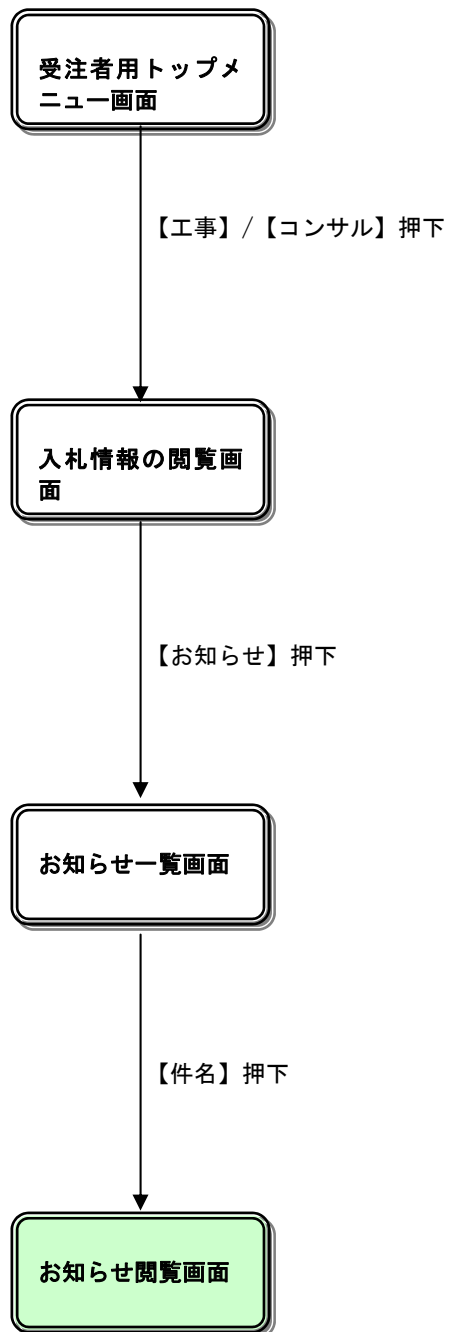 受注者用トップメ
ニュー画面
【工事】/【コンサル】押下
入札情報の閲覧画
面
【お知らせ】押下
お知らせ一覧画面
【件名】押下
お知らせ閲覧画面